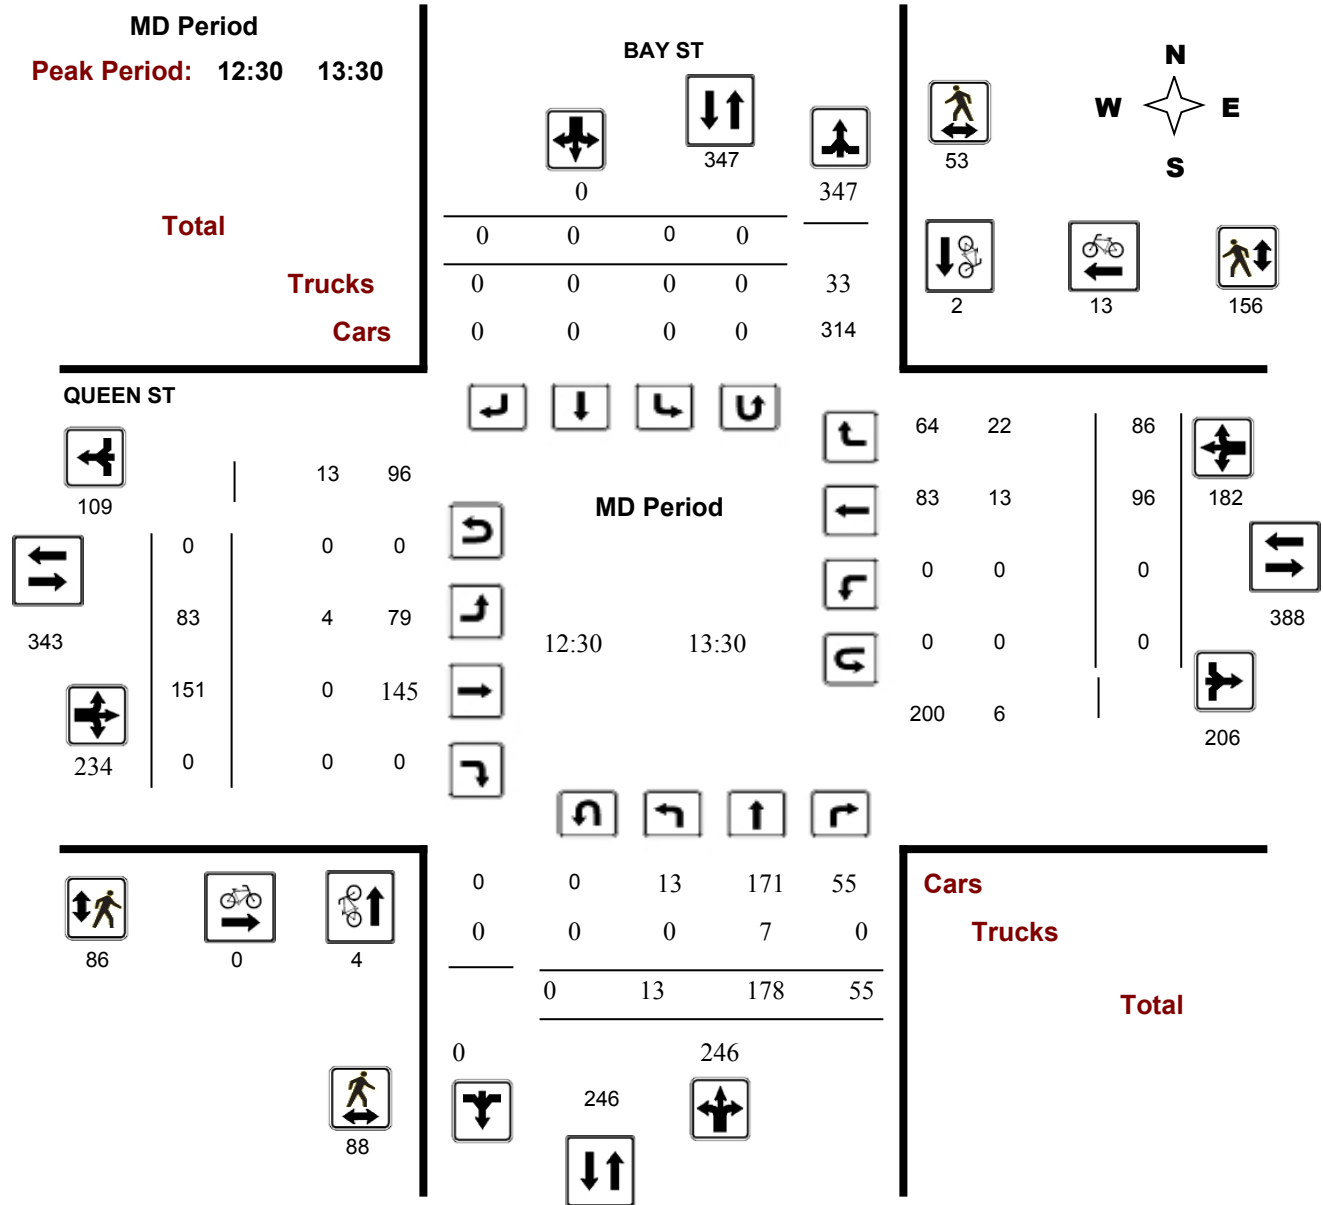 MD Period
Peak Period: 12:30 13:30
BAY ST
N
W E
S
347
53
0
347
Total
0 0 0 0
Trucks
0 0 0 0 33
Cars
0 0 0 0 314
2 13 156
QUEEN ST
109
13 96
0 0 0
343
83 4 79
151 0 145
234
0 0 0
MD Period
12:30 13:30
64 22 86
83 13 96
182
0 0 0
388
0 0 0
200 6
206
86 0 4
88
0 0 13 171 55
Cars
0 0 0 7 0
Trucks
0 13 178 55
Total
0 246
246